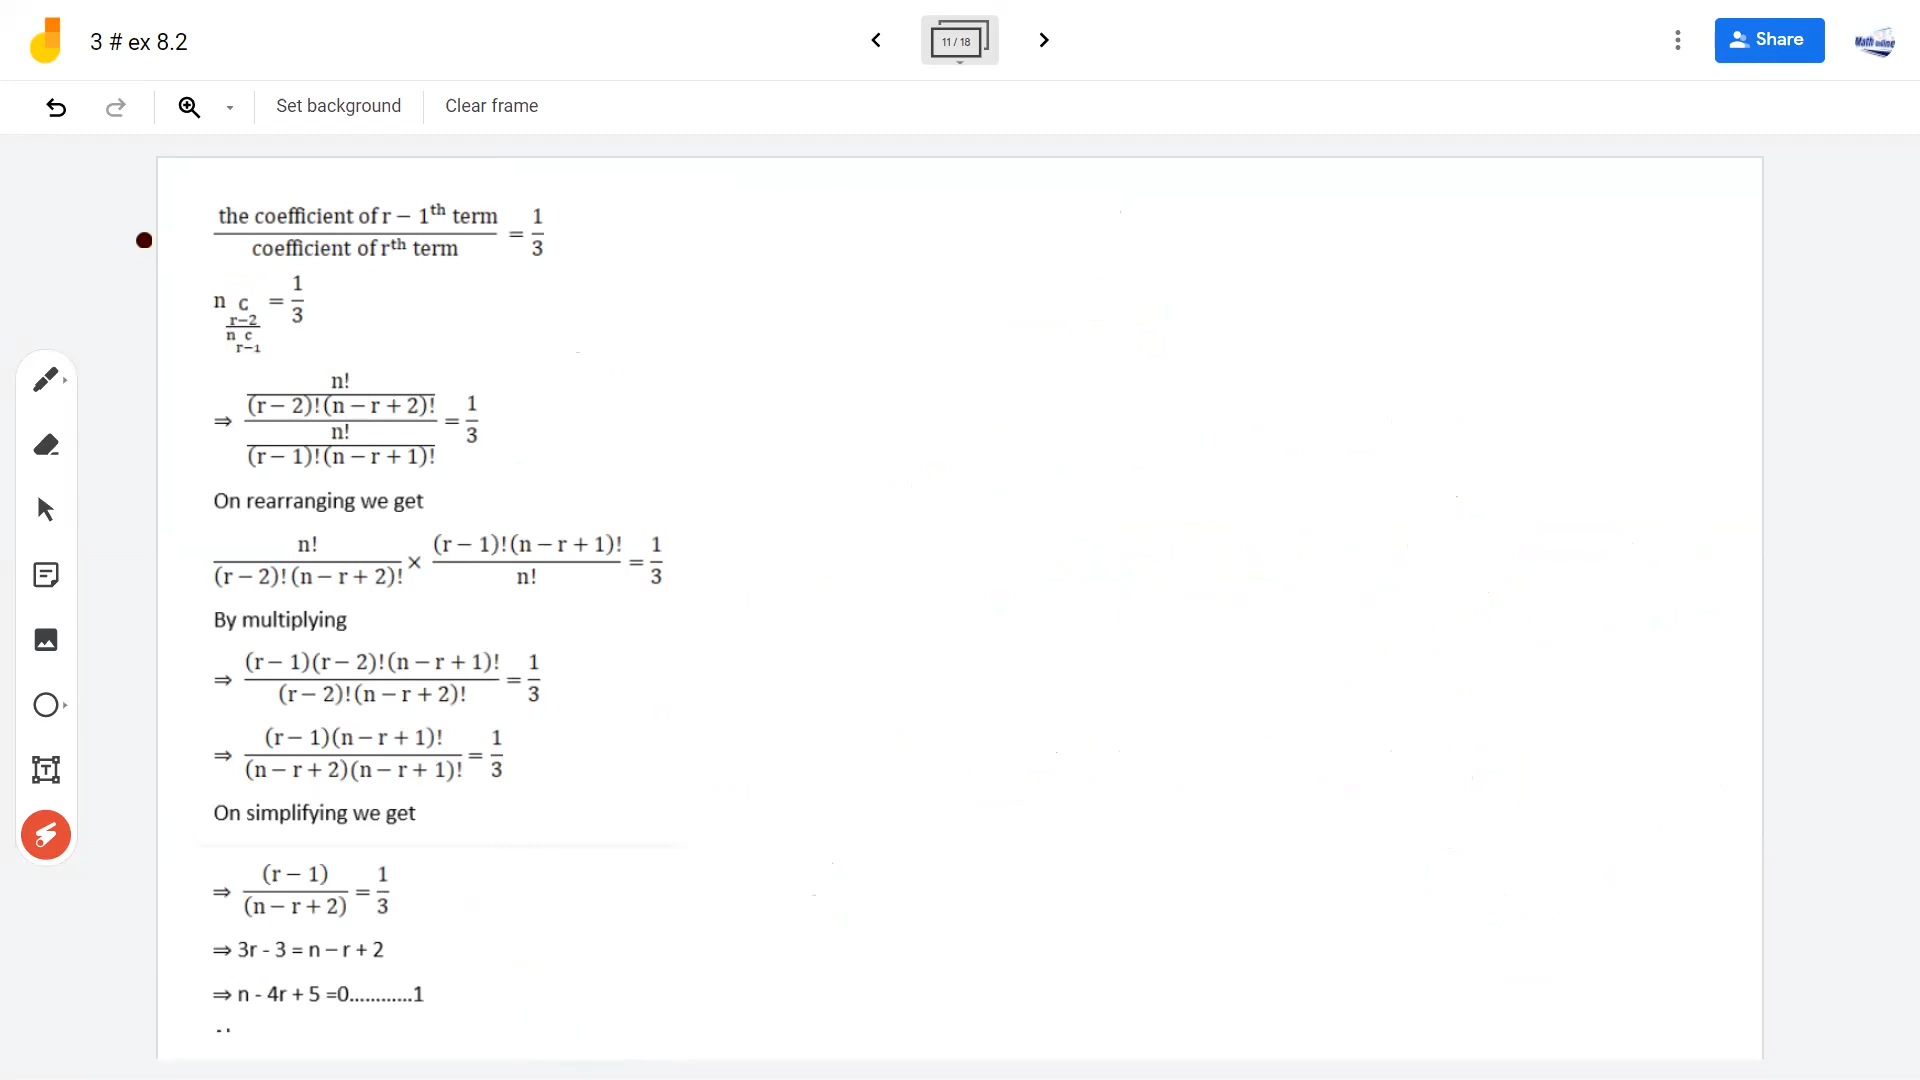 3 # ex 8.2
11 / 18
Share
Math online
Set background
Clear frame
the coefficient of r − 1th term / coefficient of rth term = 1/3
n C r−2 / n C r−1 = 1/3
⇒ n! / (r − 2)! (n − r + 2)! / n! / (r − 1)! (n − r + 1)! = 1/3
On rearranging we get
n! / (r − 2)! (n − r + 2)! × (r − 1)! (n − r + 1)! / n! = 1/3
By multiplying
⇒ (r − 1)(r − 2)! (n − r + 1)! / (r − 2)! (n − r + 2)! = 1/3
⇒ (r − 1)(n − r + 1)! / (n − r + 2)(n − r + 1)! = 1/3
On simplifying we get
⇒ (r − 1) / (n − r + 2) = 1/3
⇒ 3r - 3 = n – r + 2
⇒ n - 4r + 5 =0............1